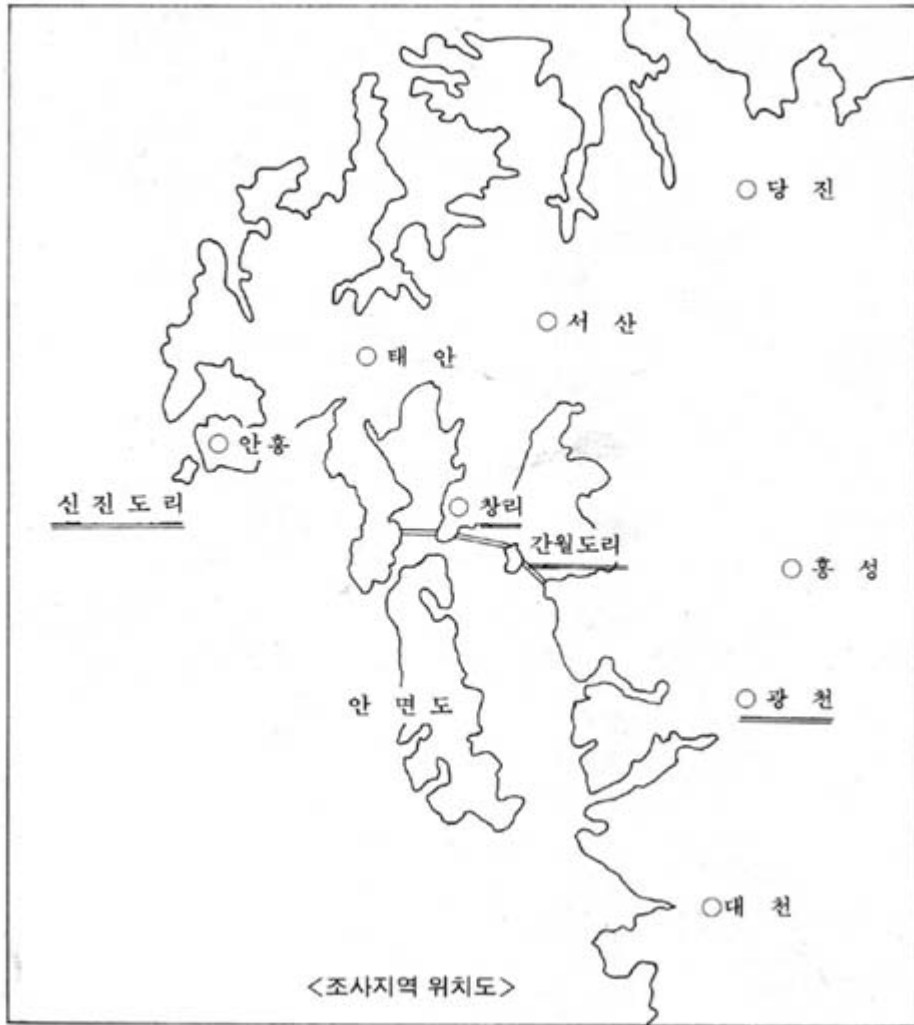 당 진
서 산
태 안
안흥
신 진 도 리
창리
간월도리
홍 성
안 면 도
광 천
대 천
<조사지역 위치도>